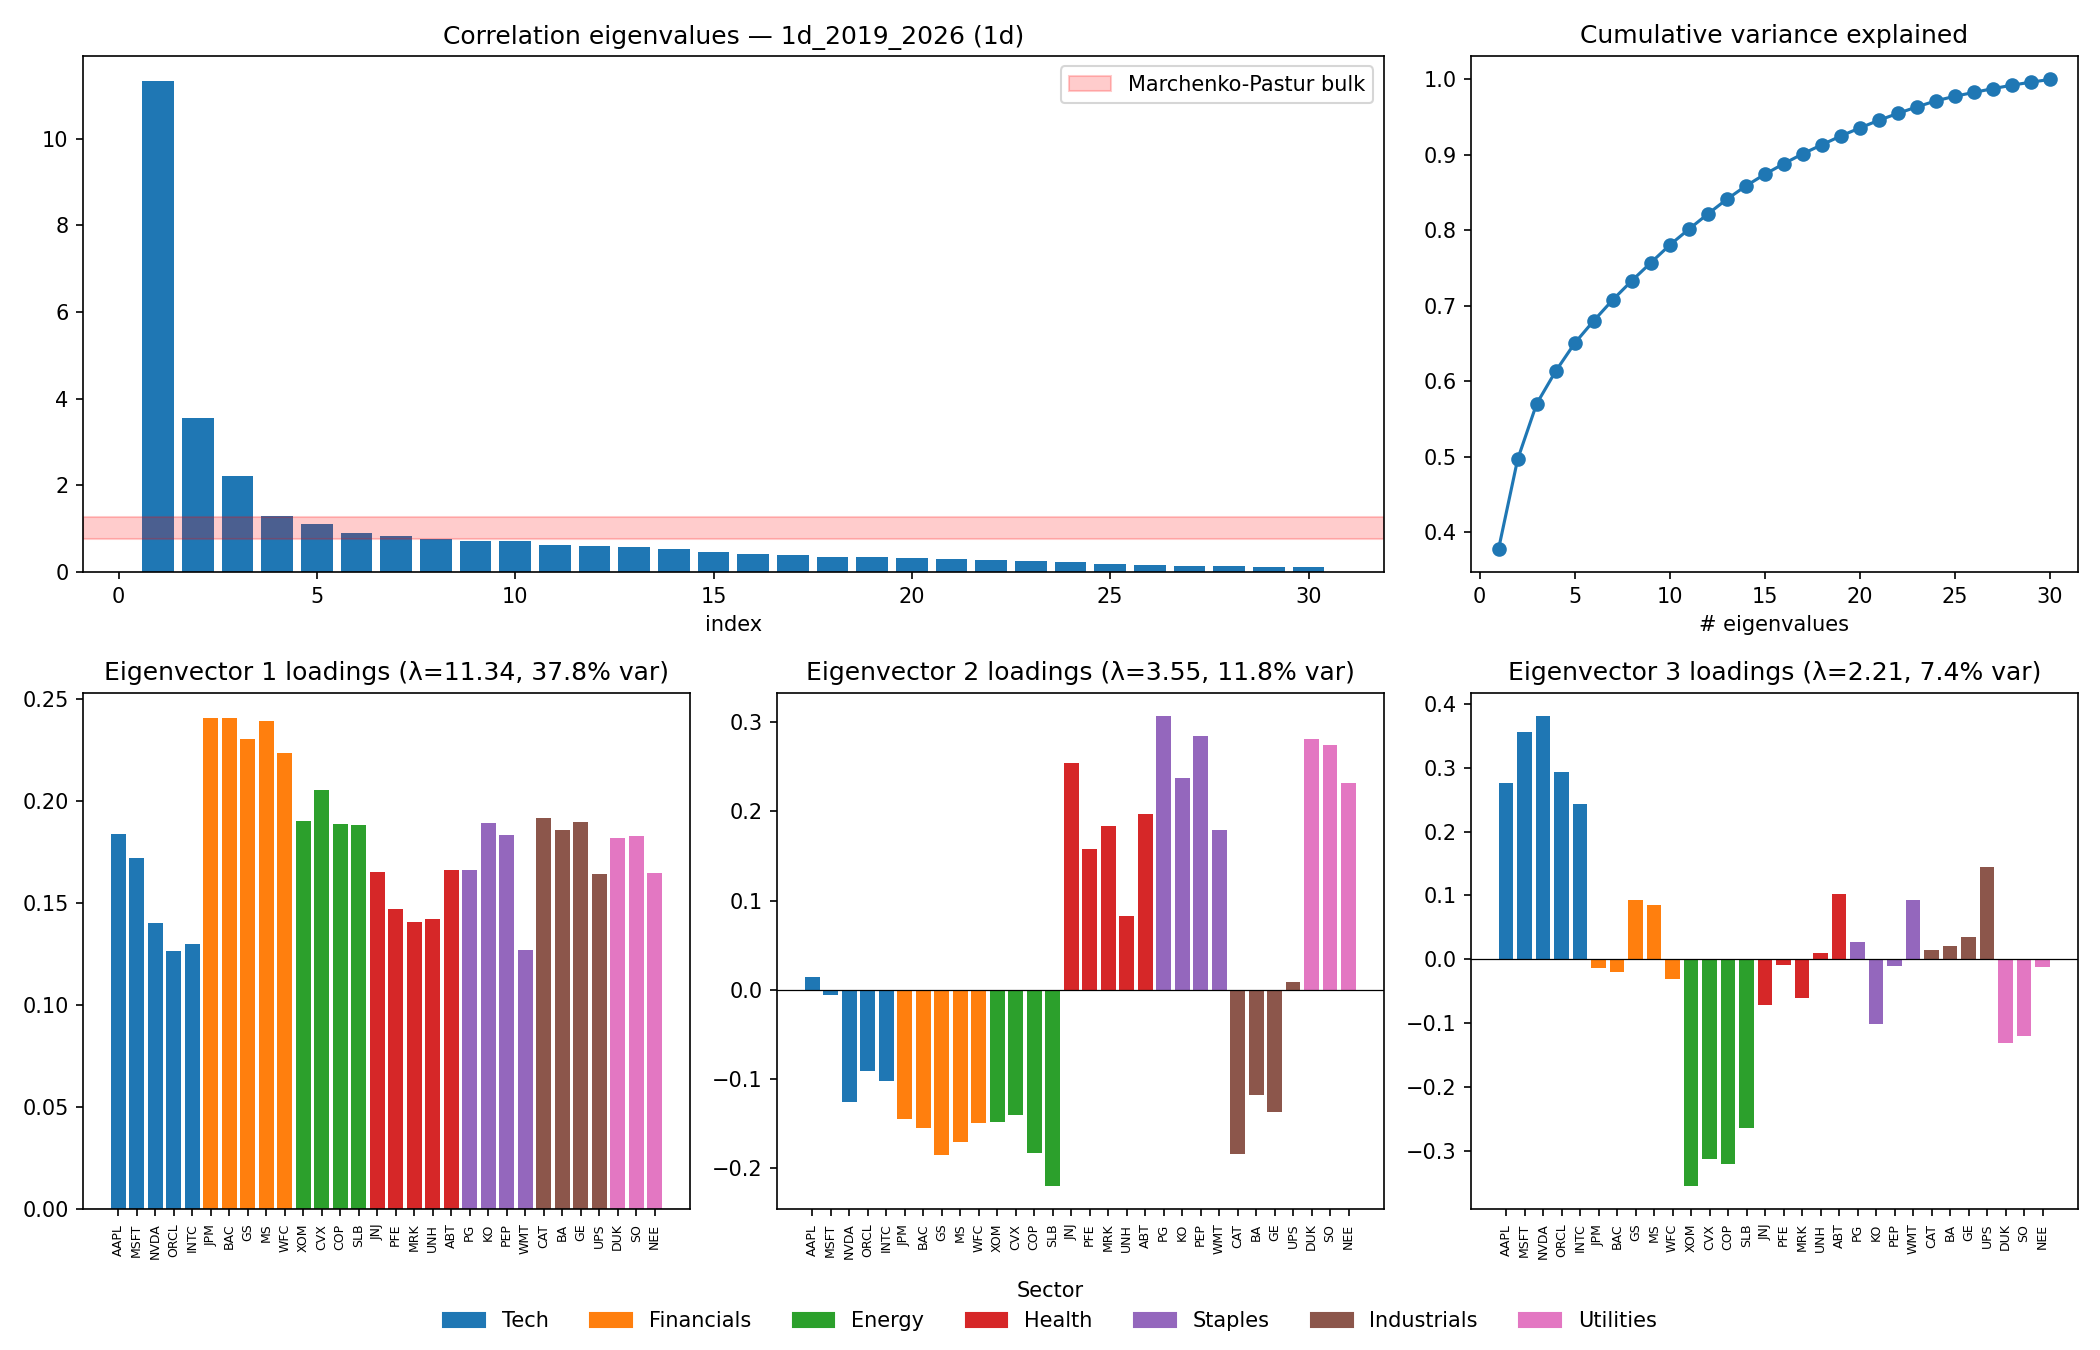 Correlation eigenvalues — 1d_2019_2026 (1d)
Marchenko-Pastur bulk
10
8
6
4
2
0
0 5 10 15 20 25 30
index
Cumulative variance explained
1.0
0.9
0.8
0.7
0.6
0.5
0.4
0 5 10 15 20 25 30
# eigenvalues
Eigenvector 1 loadings (λ=11.34, 37.8% var)
0.25
0.20
0.15
0.10
0.05
0.00
AAPL MSFT NVDA ORCL INTC JPM BAC GS MS WFC XOM CVX COP SLB JNJ PFE MRK UNH ABT PG KO PEP WMT CAT BA GE UPS DUK SO NEE
Eigenvector 2 loadings (λ=3.55, 11.8% var)
0.3
0.2
0.1
0.0
−0.1
−0.2
AAPL MSFT NVDA ORCL INTC JPM BAC GS MS WFC XOM CVX COP SLB JNJ PFE MRK UNH ABT PG KO PEP WMT CAT BA GE UPS DUK SO NEE
Eigenvector 3 loadings (λ=2.21, 7.4% var)
0.4
0.3
0.2
0.1
0.0
−0.1
−0.2
−0.3
AAPL MSFT NVDA ORCL INTC JPM BAC GS MS WFC XOM CVX COP SLB JNJ PFE MRK UNH ABT PG KO PEP WMT CAT BA GE UPS DUK SO NEE
Sector
Tech Financials Energy Health Staples Industrials Utilities